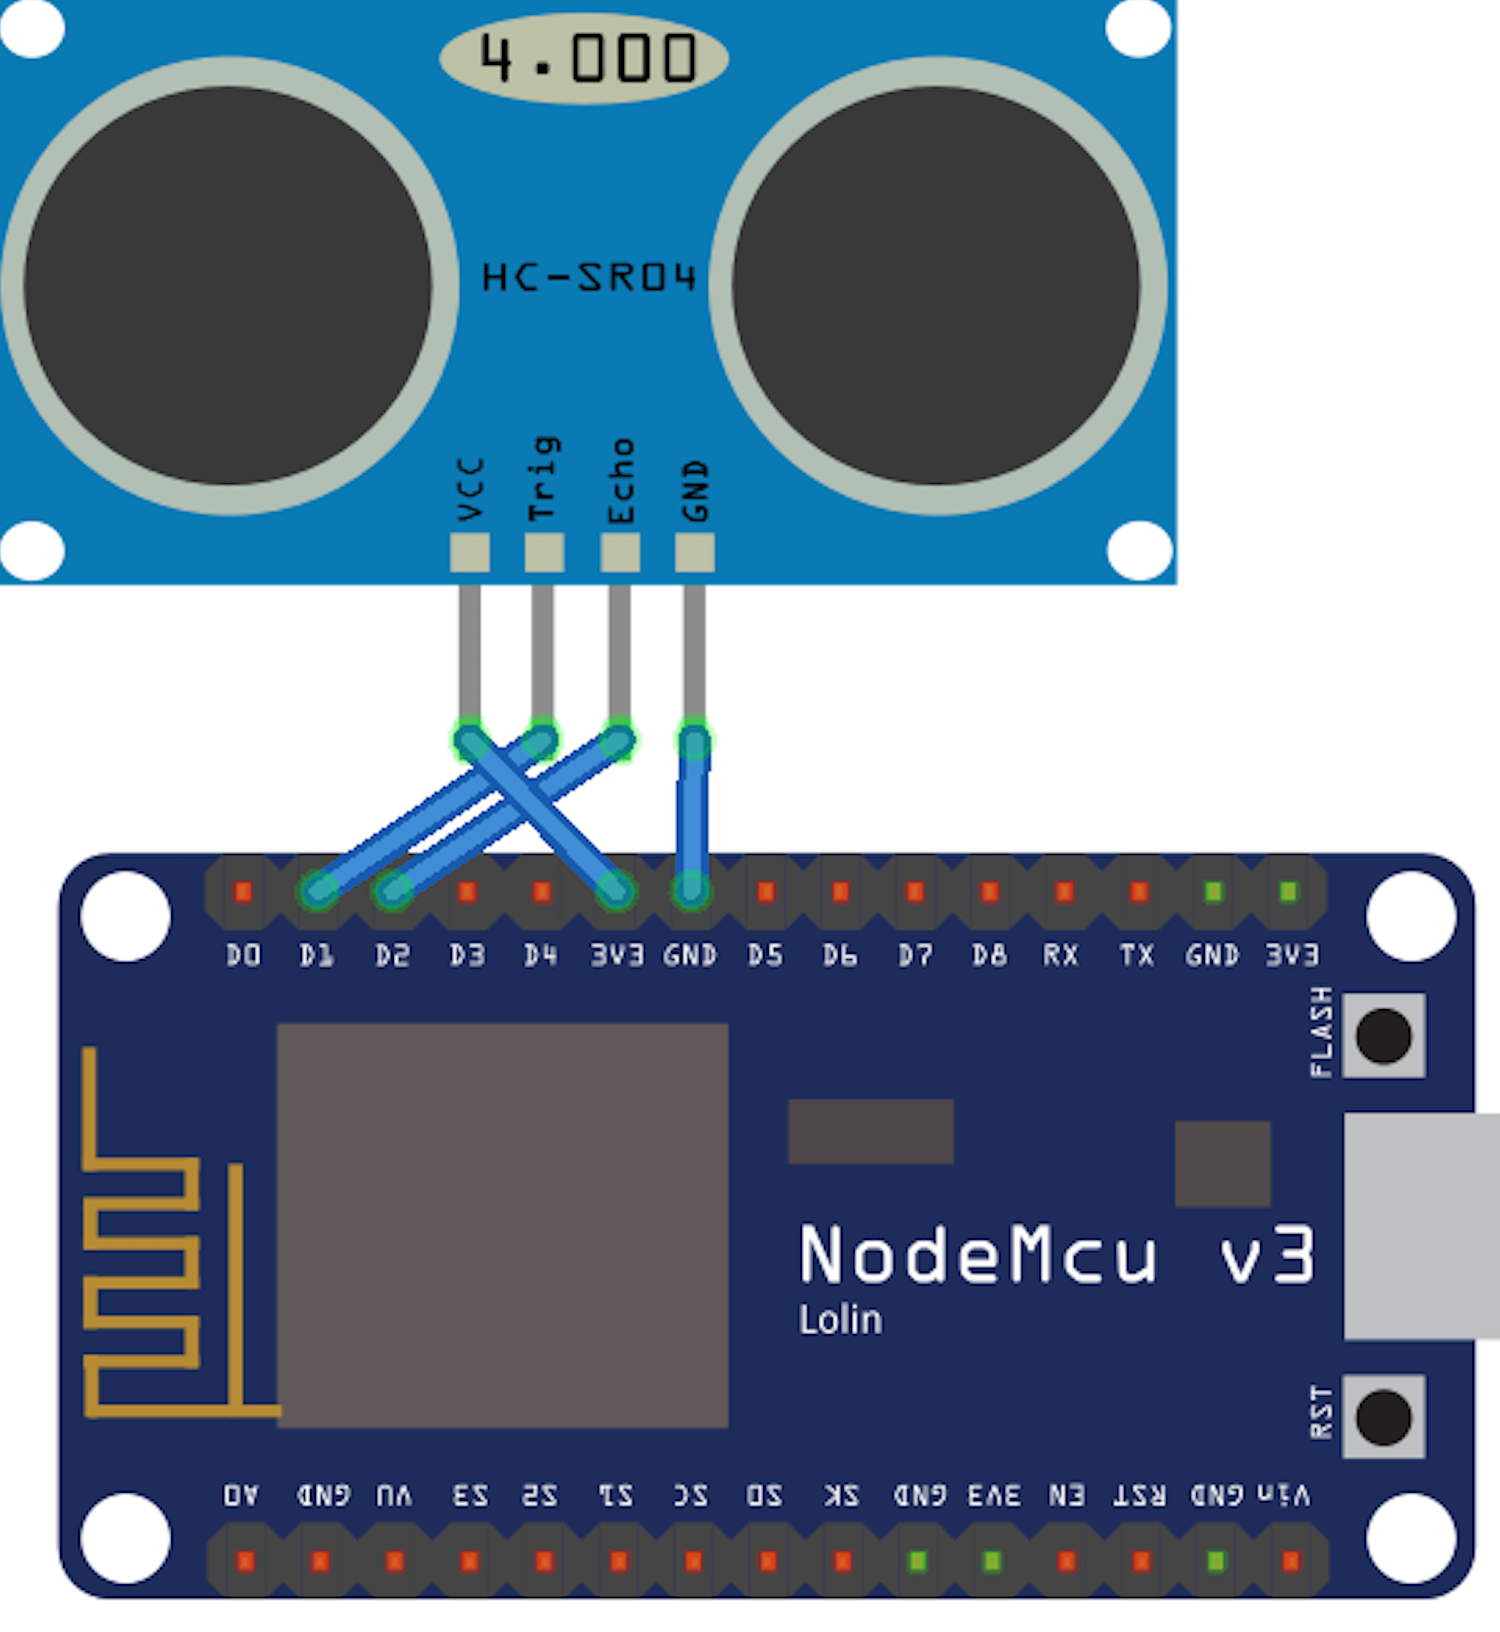 4.000
HC-SR04
VCC Trig Echo GND
D0 D1 D2 D3 D4 3V3 GND D5 D6 D7 D8 RX TX GND 3V3
FLASH
NodeMcu v3
Lolin
RST
A0 GND VU S3 S2 S1 SC SO SK GND 3V3 EN RST GND Vin